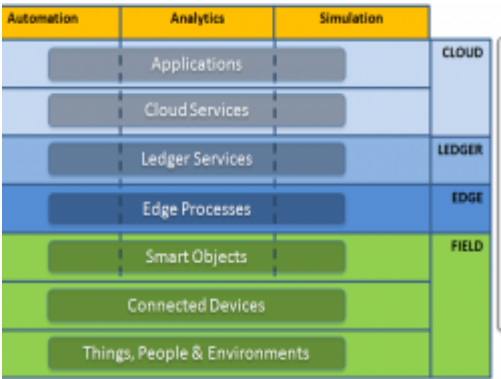 Automation Analytics Simulation
Applications CLOUD
Cloud Services
Ledger Services LEDGER
Edge Processes EDGE
Smart Objects FIELD
Connected Devices
Things, People & Environments